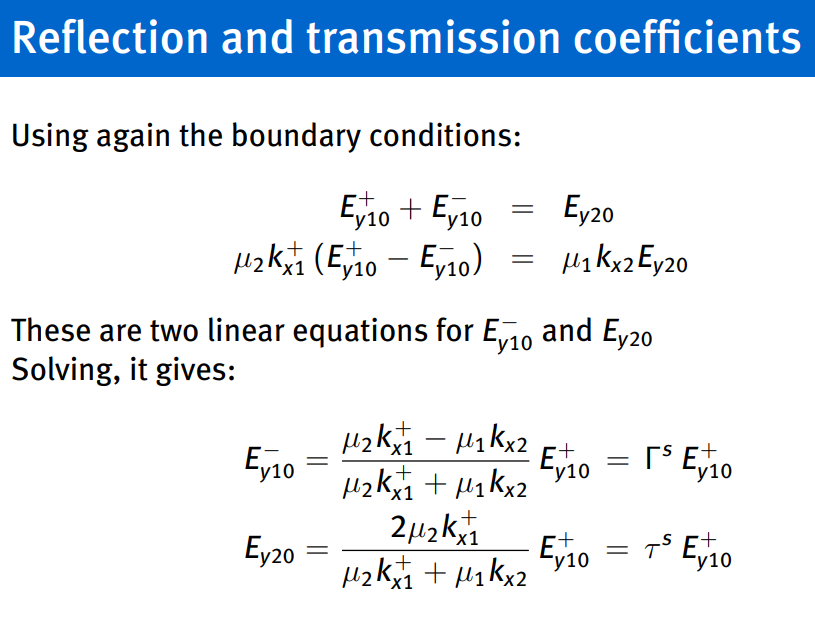 Reflection and transmission coefficients
Using again the boundary conditions:
$E_{y10}^{+} + E_{y10}^{-} = E_{y20}$
$\mu_2 k_{x1}^{+} (E_{y10}^{+} - E_{y10}^{-}) = \mu_1 k_{x2} E_{y20}$
These are two linear equations for $E_{y10}^{-}$ and $E_{y20}$
Solving, it gives:
$E_{y10}^{-} = \frac{\mu_2 k_{x1}^{+} - \mu_1 k_{x2}}{\mu_2 k_{x1}^{+} + \mu_1 k_{x2}} E_{y10}^{+} = \Gamma^{s} E_{y10}^{+}$
$E_{y20} = \frac{2\mu_2 k_{x1}^{+}}{\mu_2 k_{x1}^{+} + \mu_1 k_{x2}} E_{y10}^{+} = \tau^{s} E_{y10}^{+}$